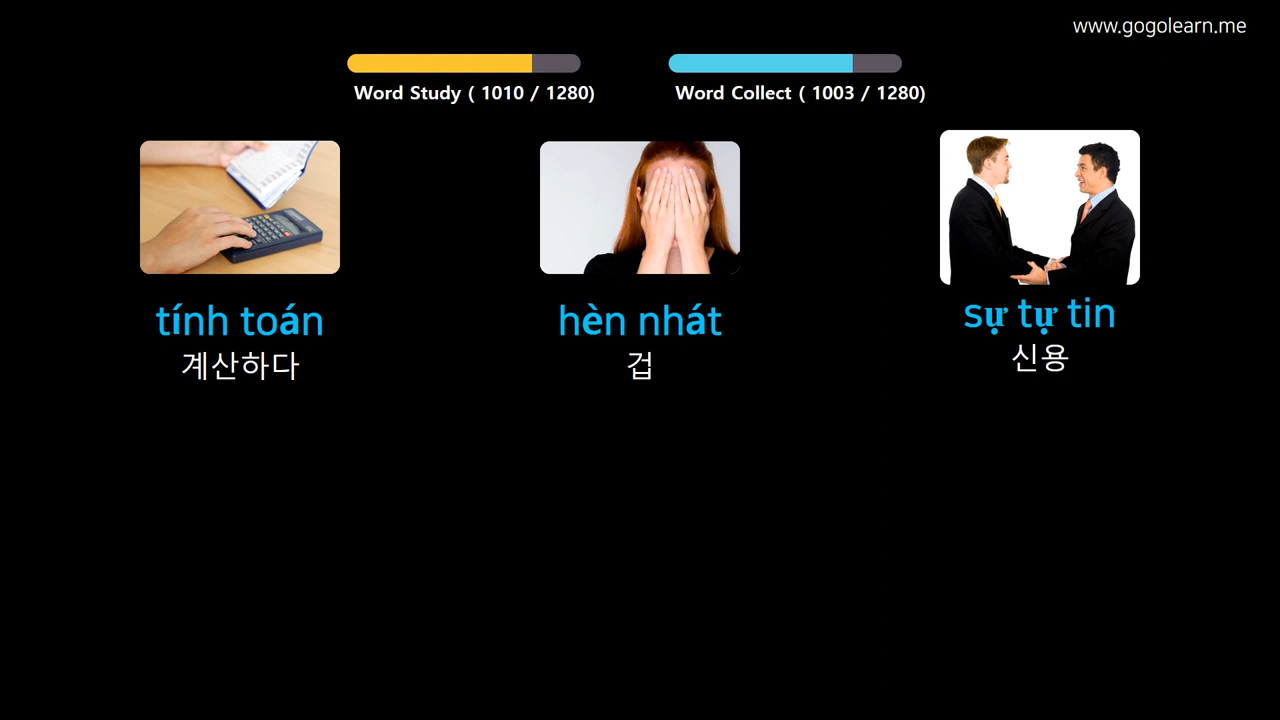 www.gogolearn.me
Word Study ( 1010 / 1280)
Word Collect ( 1003 / 1280)
tính toán
계산하다
hèn nhát
겁
sự tự tin
신용